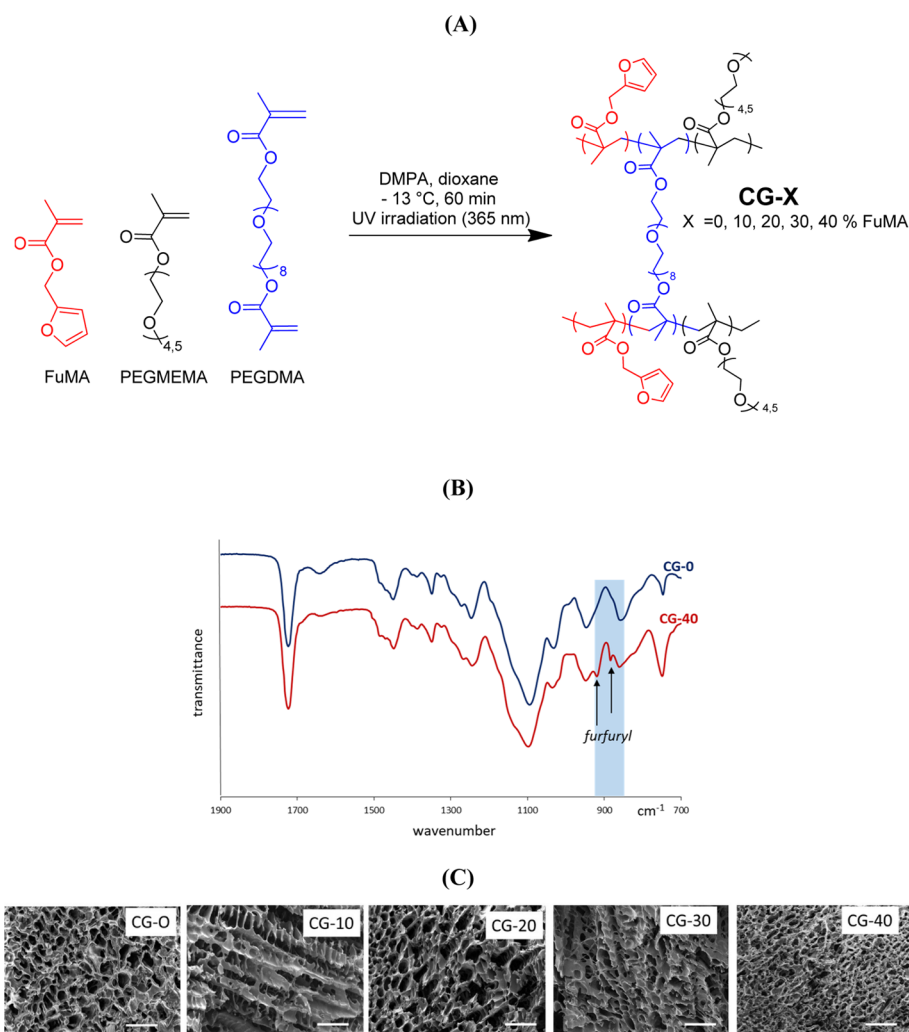 (A)
O
O
O
O
O
4,5
O
O
O
8
O
O
FuMA
PEGMEMA
PEGDMA
DMPA, dioxane
- 13 °C, 60 min
UV irradiation (365 nm)
O
O
O
O
O
O
4,5
O
O
O
8
O
O
O
O
O
O
O
O
4,5
CG-X
X =0, 10, 20, 30, 40 % FuMA
(B)
CG-0
CG-40
furfuryl
transmittance
1900
1700
1500
1300
1100
900
cm-1
700
wavenumber
(C)
CG-O
CG-10
CG-20
CG-30
CG-40